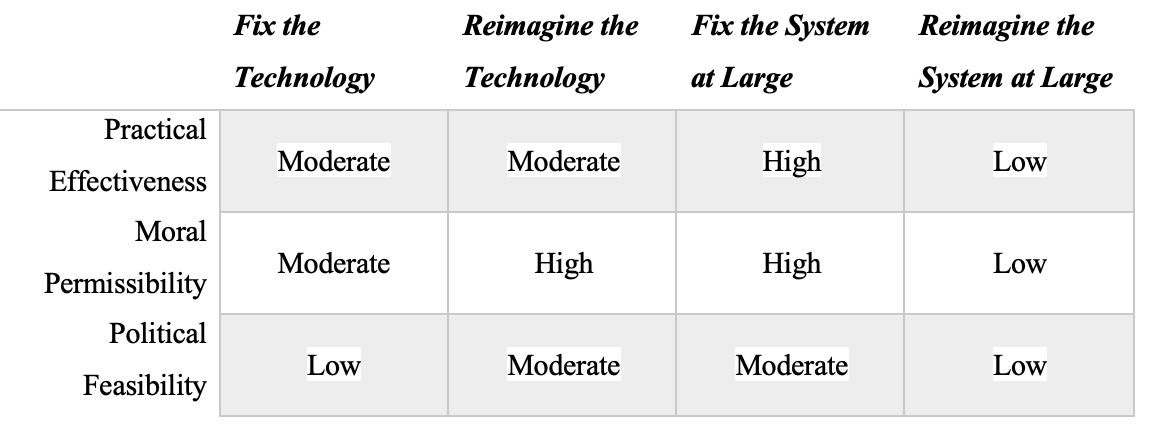 Fix the Reimagine the Fix the System Reimagine the
Technology Technology at Large System at Large
Practical
Effectiveness Moderate Moderate High Low
Moral
Permissibility Moderate High High Low
Political
Feasibility Low Moderate Moderate Low